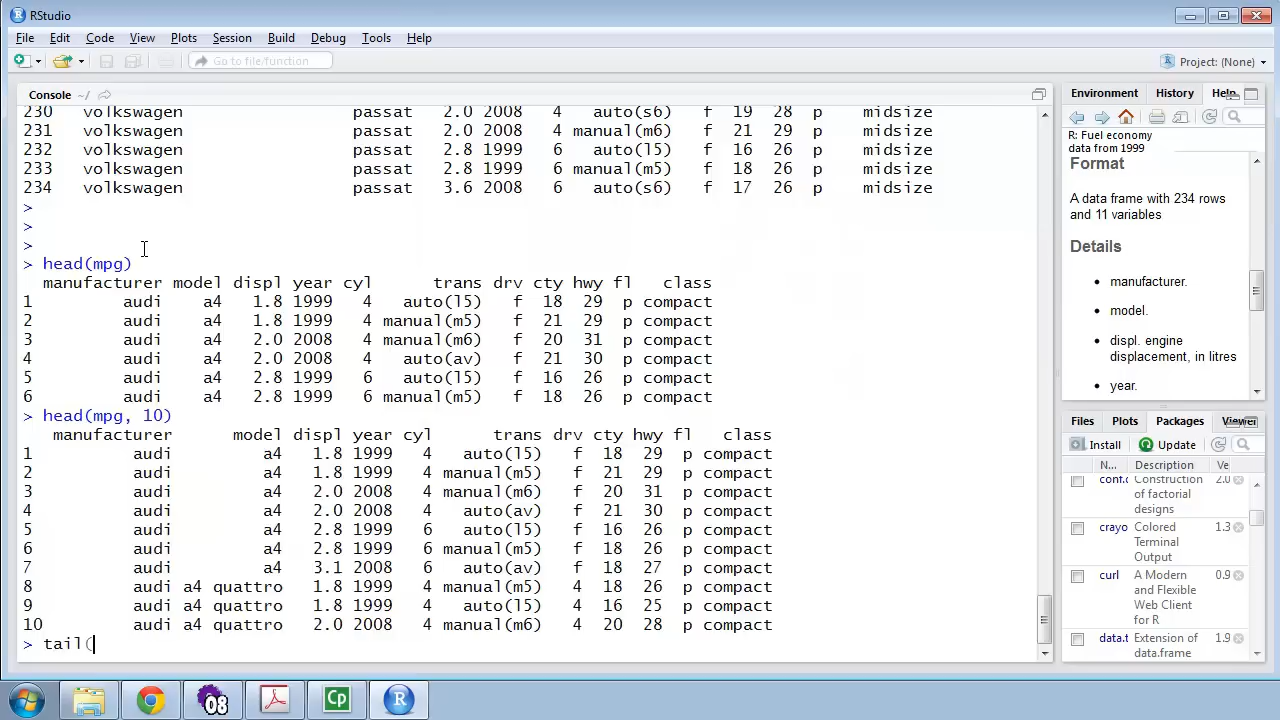 RStudio
File Edit Code View Plots Session Build Debug Tools Help
Go to file/function
Project: (None)
Console ~/
230 volkswagen passat 2.0 2008 4 auto(s6) f 19 28 p midsize
231 volkswagen passat 2.0 2008 4 manual(m6) f 21 29 p midsize
232 volkswagen passat 2.8 1999 6 auto(l5) f 16 26 p midsize
233 volkswagen passat 2.8 1999 6 manual(m5) f 18 26 p midsize
234 volkswagen passat 3.6 2008 6 auto(s6) f 17 26 p midsize
>
>
>
> head(mpg)
manufacturer model displ year cyl trans drv cty hwy fl class
1 audi a4 1.8 1999 4 auto(l5) f 18 29 p compact
2 audi a4 1.8 1999 4 manual(m5) f 21 29 p compact
3 audi a4 2.0 2008 4 manual(m6) f 20 31 p compact
4 audi a4 2.0 2008 4 auto(av) f 21 30 p compact
5 audi a4 2.8 1999 6 auto(l5) f 16 26 p compact
6 audi a4 2.8 1999 6 manual(m5) f 18 26 p compact
> head(mpg, 10)
manufacturer model displ year cyl trans drv cty hwy fl class
1 audi a4 1.8 1999 4 auto(l5) f 18 29 p compact
2 audi a4 1.8 1999 4 manual(m5) f 21 29 p compact
3 audi a4 2.0 2008 4 manual(m6) f 20 31 p compact
4 audi a4 2.0 2008 4 auto(av) f 21 30 p compact
5 audi a4 2.8 1999 6 auto(l5) f 16 26 p compact
6 audi a4 2.8 1999 6 manual(m5) f 18 26 p compact
7 audi a4 3.1 2008 6 auto(av) f 18 27 p compact
8 audi a4 quattro 1.8 1999 4 manual(m5) 4 18 26 p compact
9 audi a4 quattro 1.8 1999 4 auto(l5) 4 16 25 p compact
10 audi a4 quattro 2.0 2008 4 manual(m6) 4 20 28 p compact
> tail(
Environment History Help
R: Fuel economy
data from 1999
Format
A data frame with 234 rows
and 11 variables
Details
• manufacturer.
• model.
• displ. engine
displacement, in litres
• year.
Files Plots Packages Viewer
Install Update
N... Description Ve
conf.c Construction 2.0
of factorial
designs
crayo Colored 1.3
Terminal
Output
curl A Modern 0.9
and Flexible
Web Client
for R
data.t Extension of 1.9
data.frame
08
Cp
R